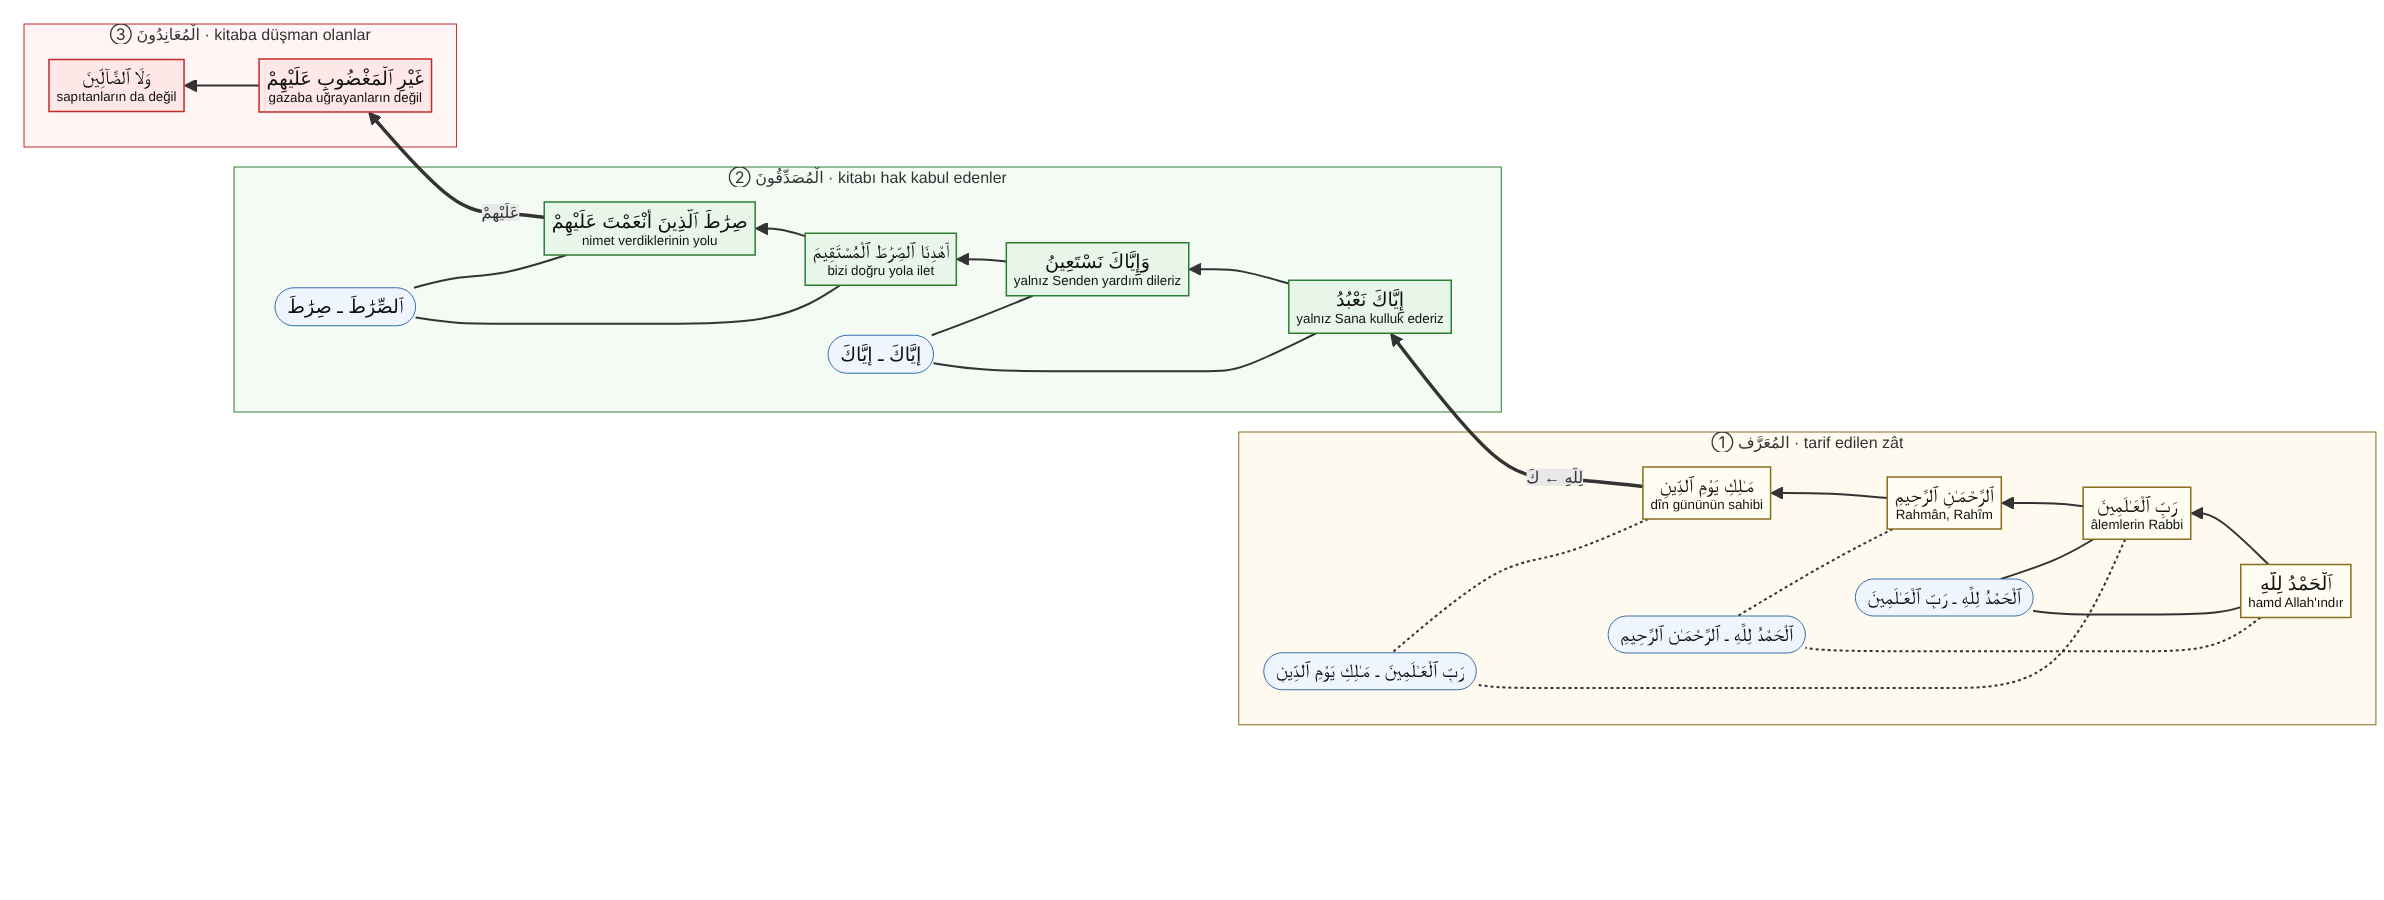 ③ الْمُعَانِدُونَ · kitaba düşman olanlar
غَيْرِ ٱلْمَغْضُوبِ عَلَيْهِمْ
gazaba uğrayanların değil
وَلَا ٱلضَّآلِّينَ
sapıtanların da değil
② الْمُصَدِّقُونَ · kitabı hak kabul edenler
عَلَيْهِمْ
إِيَّاكَ نَعْبُدُ
yalnız Sana kulluk ederiz
وَإِيَّاكَ نَسْتَعِينُ
yalnız Senden yardım dileriz
ٱهْدِنَا ٱلصِّرَٰطَ ٱلْمُسْتَقِيمَ
bizi doğru yola ilet
صِرَٰطَ ٱلَّذِينَ أَنْعَمْتَ عَلَيْهِمْ
nimet verdiklerinin yolu
ٱلصِّرَٰطَ ـ صِرَٰطَ
إِيَّاكَ ـ إِيَّاكَ
① المُعَرَّف · tarif edilen zât
لِلَّهِ ← كَ
ٱلْحَمْدُ لِلَّهِ
hamd Allah'ındır
رَبِّ ٱلْعَـٰلَمِينَ
âlemlerin Rabbi
ٱلرَّحْمَـٰنِ ٱلرَّحِيمِ
Rahmân, Rahîm
مَـٰلِكِ يَوْمِ ٱلدِّينِ
dîn gününün sahibi
ٱلْحَمْدُ لِلَّهِ ـ رَبِّ ٱلْعَـٰلَمِينَ
ٱلْحَمْدُ لِلَّهِ ـ ٱلرَّحْمَـٰنِ ٱلرَّحِيمِ
رَبِّ ٱلْعَـٰلَمِينَ ـ مَـٰلِكِ يَوْمِ ٱلدِّينِ